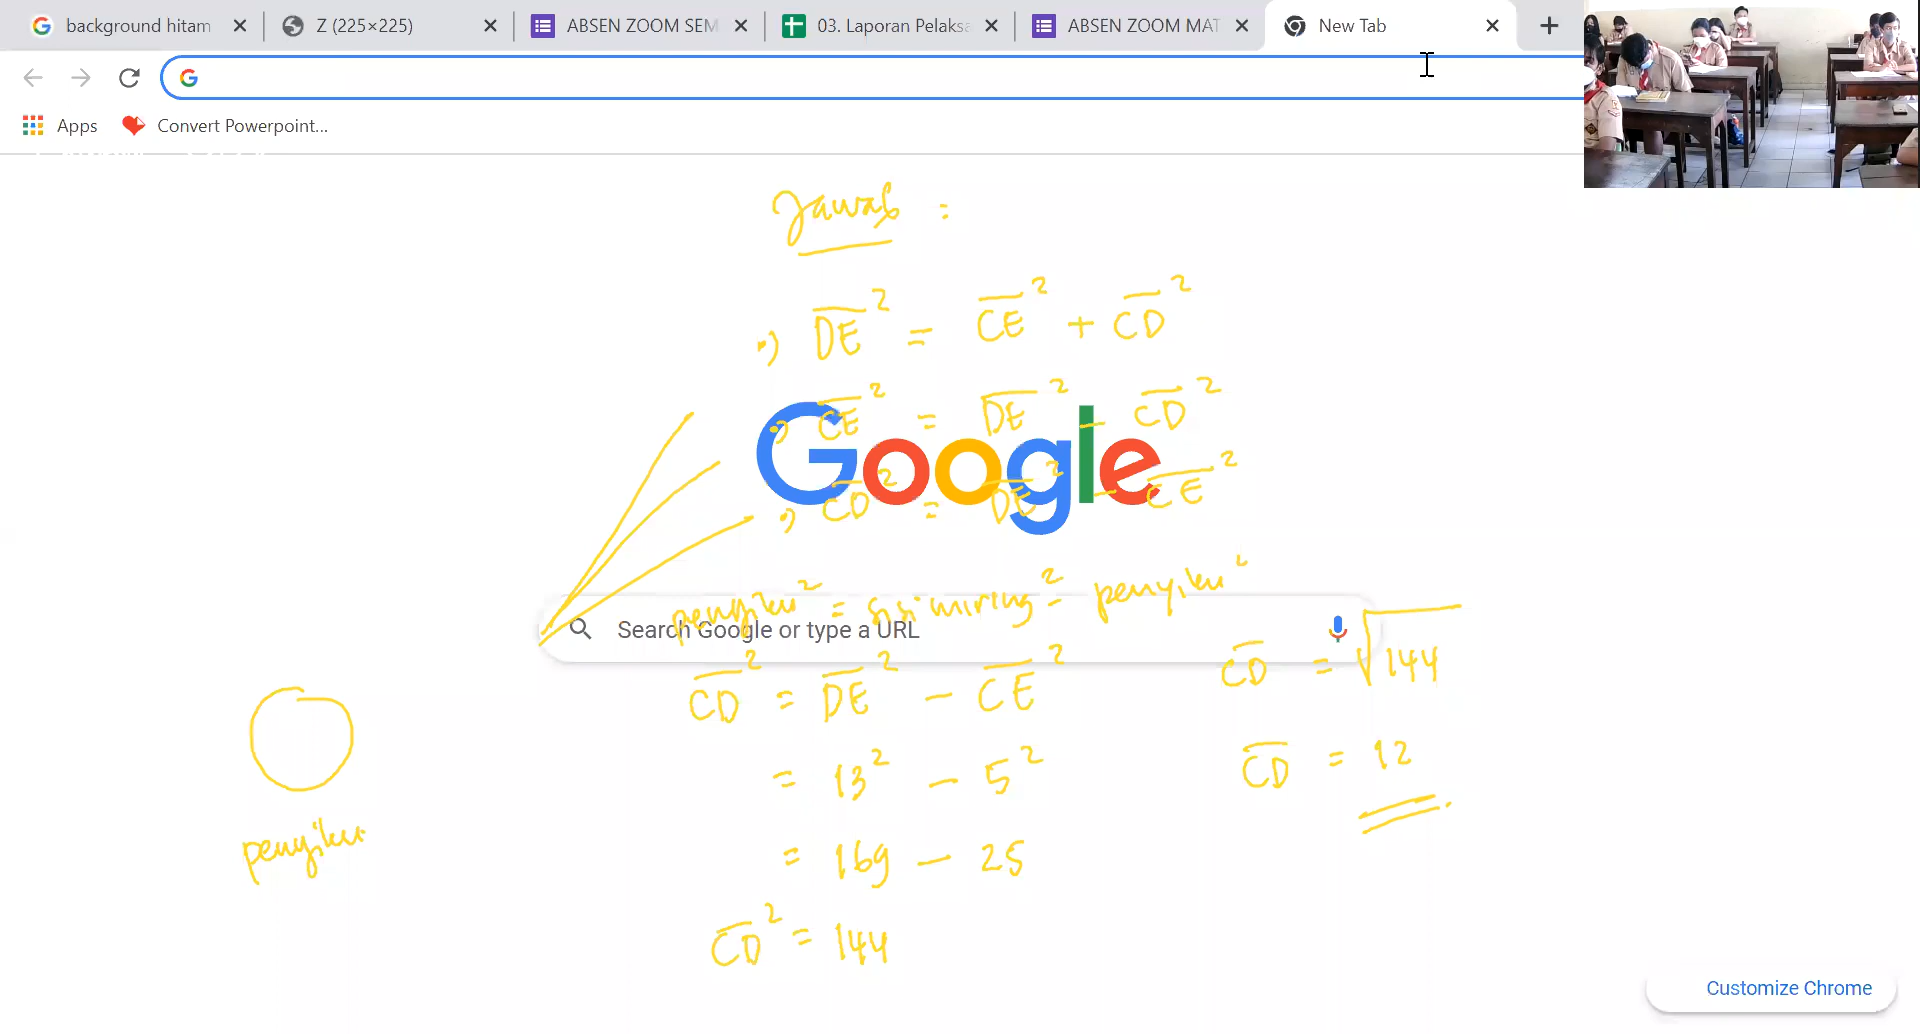 background hitam
Z (225×225)
ABSEN ZOOM SEM
03. Laporan Pelaksa
ABSEN ZOOM MAT
New Tab
Apps
Convert Powerpoint...
Jawab :
•) DE² = CE² + CD²
•) CE² = DE² – CD²
•) CD² = DE² – CE²
Google
penyiku² = sisi miring² – penyiku²
Search Google or type a URL
CD² = DE² – CE²
= 13² – 5²
= 169 – 25
CD² = 144
CD = √144
CD = 12
penyiku
Customize Chrome